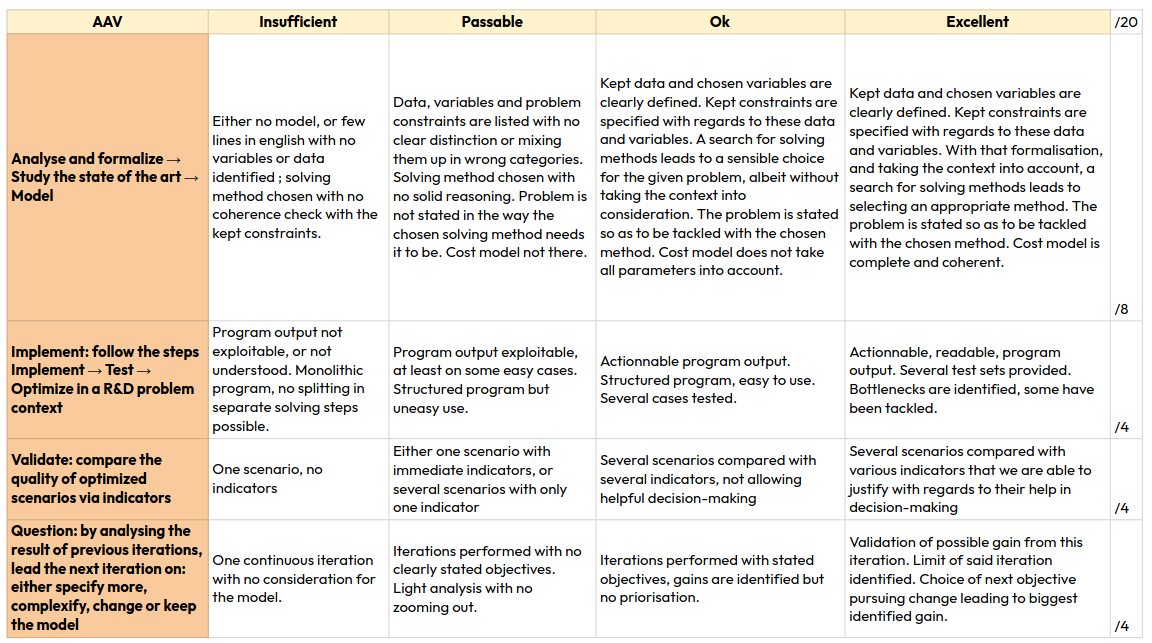 AAV Insufficient Passable Ok Excellent /20
Analyse and formalize →
Study the state of the art →
Model
Either no model, or few
lines in english with no
variables or data
identified ; solving
method chosen with no
coherence check with the
kept constraints.
Data, variables and problem
constraints are listed with no
clear distinction or mixing
them up in wrong categories.
Solving method chosen with
no solid reasoning. Problem is
not stated in the way the
chosen solving method needs
it to be. Cost model not there.
Kept data and chosen variables are
clearly defined. Kept constraints are
specified with regards to these data
and variables. A search for solving
methods leads to a sensible choice
for the given problem, albeit without
taking the context into
consideration. The problem is stated
so as to be tackled with the chosen
method. Cost model does not take
all parameters into account.
Kept data and chosen variables are
clearly defined. Kept constraints are
specified with regards to these data
and variables. With that formalisation,
and taking the context into account, a
search for solving methods leads to
selecting an appropriate method. The
problem is stated so as to be tackled
with the chosen method. Cost model is
complete and coherent.
/8
Implement: follow the steps
Implement → Test →
Optimize in a R&D problem
context
Program output not
exploitable, or not
understood. Monolithic
program, no splitting in
separate solving steps
possible.
Program output exploitable,
at least on some easy cases.
Structured program but
uneasy use.
Actionnable program output.
Structured program, easy to use.
Several cases tested.
Actionnable, readable, program
output. Several test sets provided.
Bottlenecks are identified, some have
been tackled.
/4
Validate: compare the
quality of optimized
scenarios via indicators
One scenario, no
indicators
Either one scenario with
immediate indicators, or
several scenarios with only
one indicator
Several scenarios compared with
several indicators, not allowing
helpful decision-making
Several scenarios compared with
various indicators that we are able to
justify with regards to their help in
decision-making
/4
Question: by analysing the
result of previous iterations,
lead the next iteration on:
either specify more,
complexify, change or keep
the model
One continuous iteration
with no consideration for
the model.
Iterations performed with no
clearly stated objectives.
Light analysis with no
zooming out.
Iterations performed with stated
objectives, gains are identified but
no priorisation.
Validation of possible gain from this
iteration. Limit of said iteration
identified. Choice of next objective
pursuing change leading to biggest
identified gain.
/4